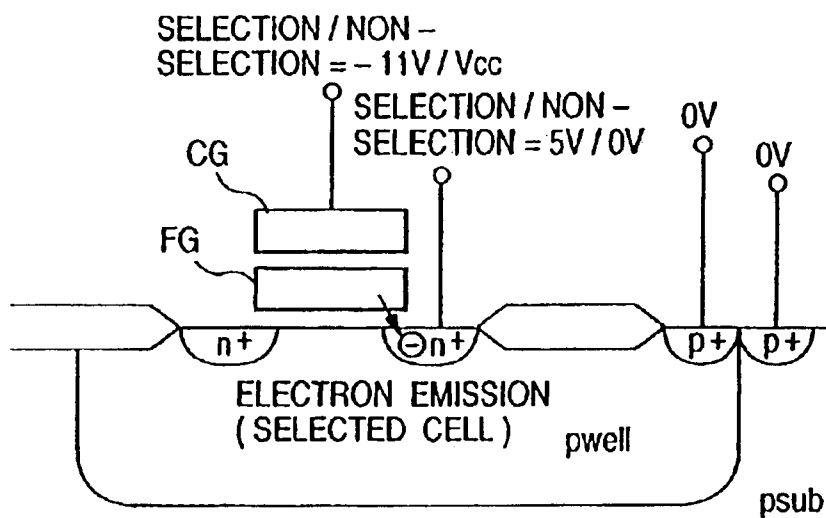 SELECTION / NON -
SELECTION = - 11V / Vcc
SELECTION / NON -
SELECTION = 5V / 0V
0V
0V
CG
FG
n+
- n+
p+
p+
ELECTRON EMISSION
( SELECTED CELL )
pwell
psub